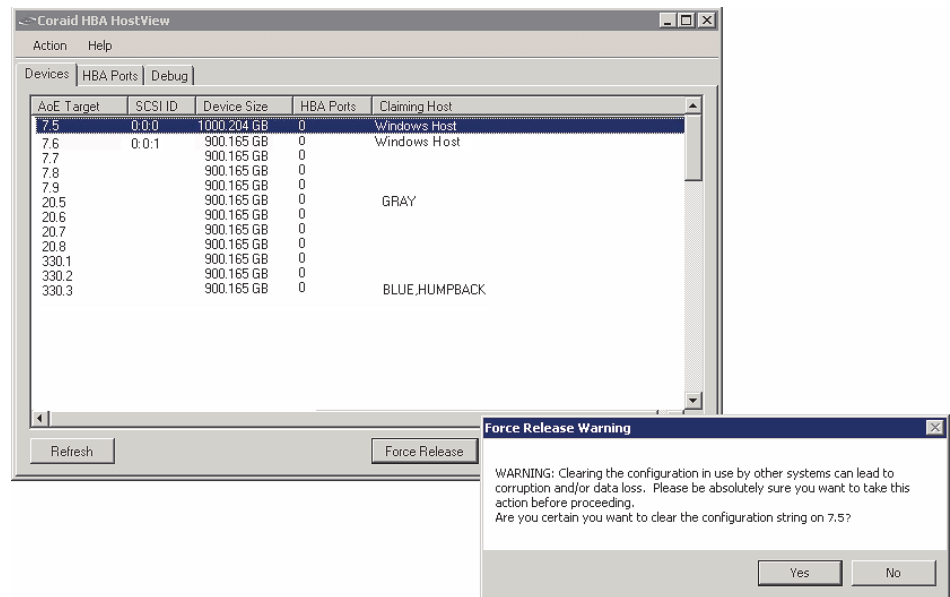 Coraid HBA HostView
Action Help
Devices HBA Ports Debug
AoE Target SCSI ID Device Size HBA Ports Claiming Host
7.5 0:0:0 1000.204 GB 0 Windows Host
7.6 0:0:1 900.165 GB 0 Windows Host
7.7 900.165 GB 0
7.8 900.165 GB 0
7.9 900.165 GB 0
20.5 900.165 GB 0 GRAY
20.6 900.165 GB 0
20.7 900.165 GB 0
20.8 900.165 GB 0
330.1 900.165 GB 0
330.2 900.165 GB 0
330.3 900.165 GB 0 BLUE,HUMPBACK
Refresh Force Release
Force Release Warning
WARNING: Clearing the configuration in use by other systems can lead to
corruption and/or data loss. Please be absolutely sure you want to take this
action before proceeding.
Are you certain you want to clear the configuration string on 7.5?
Yes No